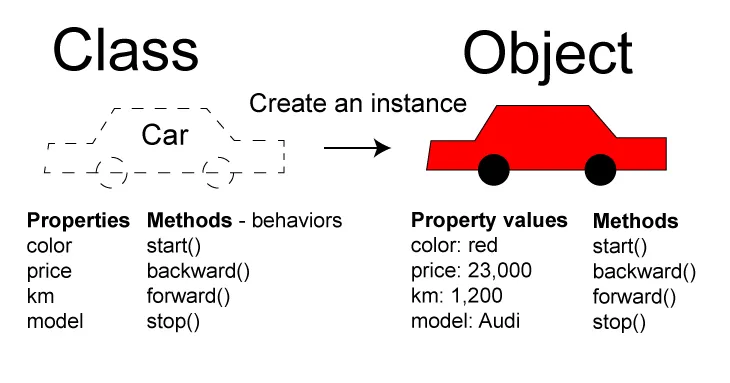 Class
Object
Create an instance
Car
Properties Methods - behaviors
color start()
price backward()
km forward()
model stop()
Property values Methods
color: red start()
price: 23,000 backward()
km: 1,200 forward()
model: Audi stop()